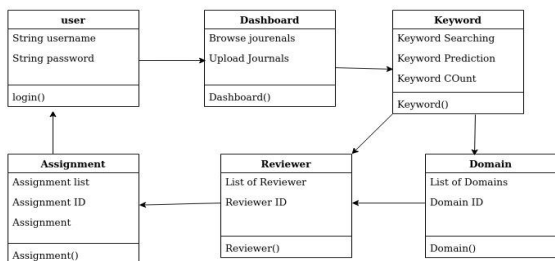 user
String username
String password
login()
Dashboard
Browse jourenals
Upload Journals
Dashboard()
Keyword
Keyword Searching
Keyword Prediction
Keyword COunt
Keyword()
Assignment
Assignment list
Assignment ID
Assignment
Assignment()
Reviewer
List of Reviewer
Reviewer ID
Reviewer()
Domain
List of Domains
Domain ID
Domain()